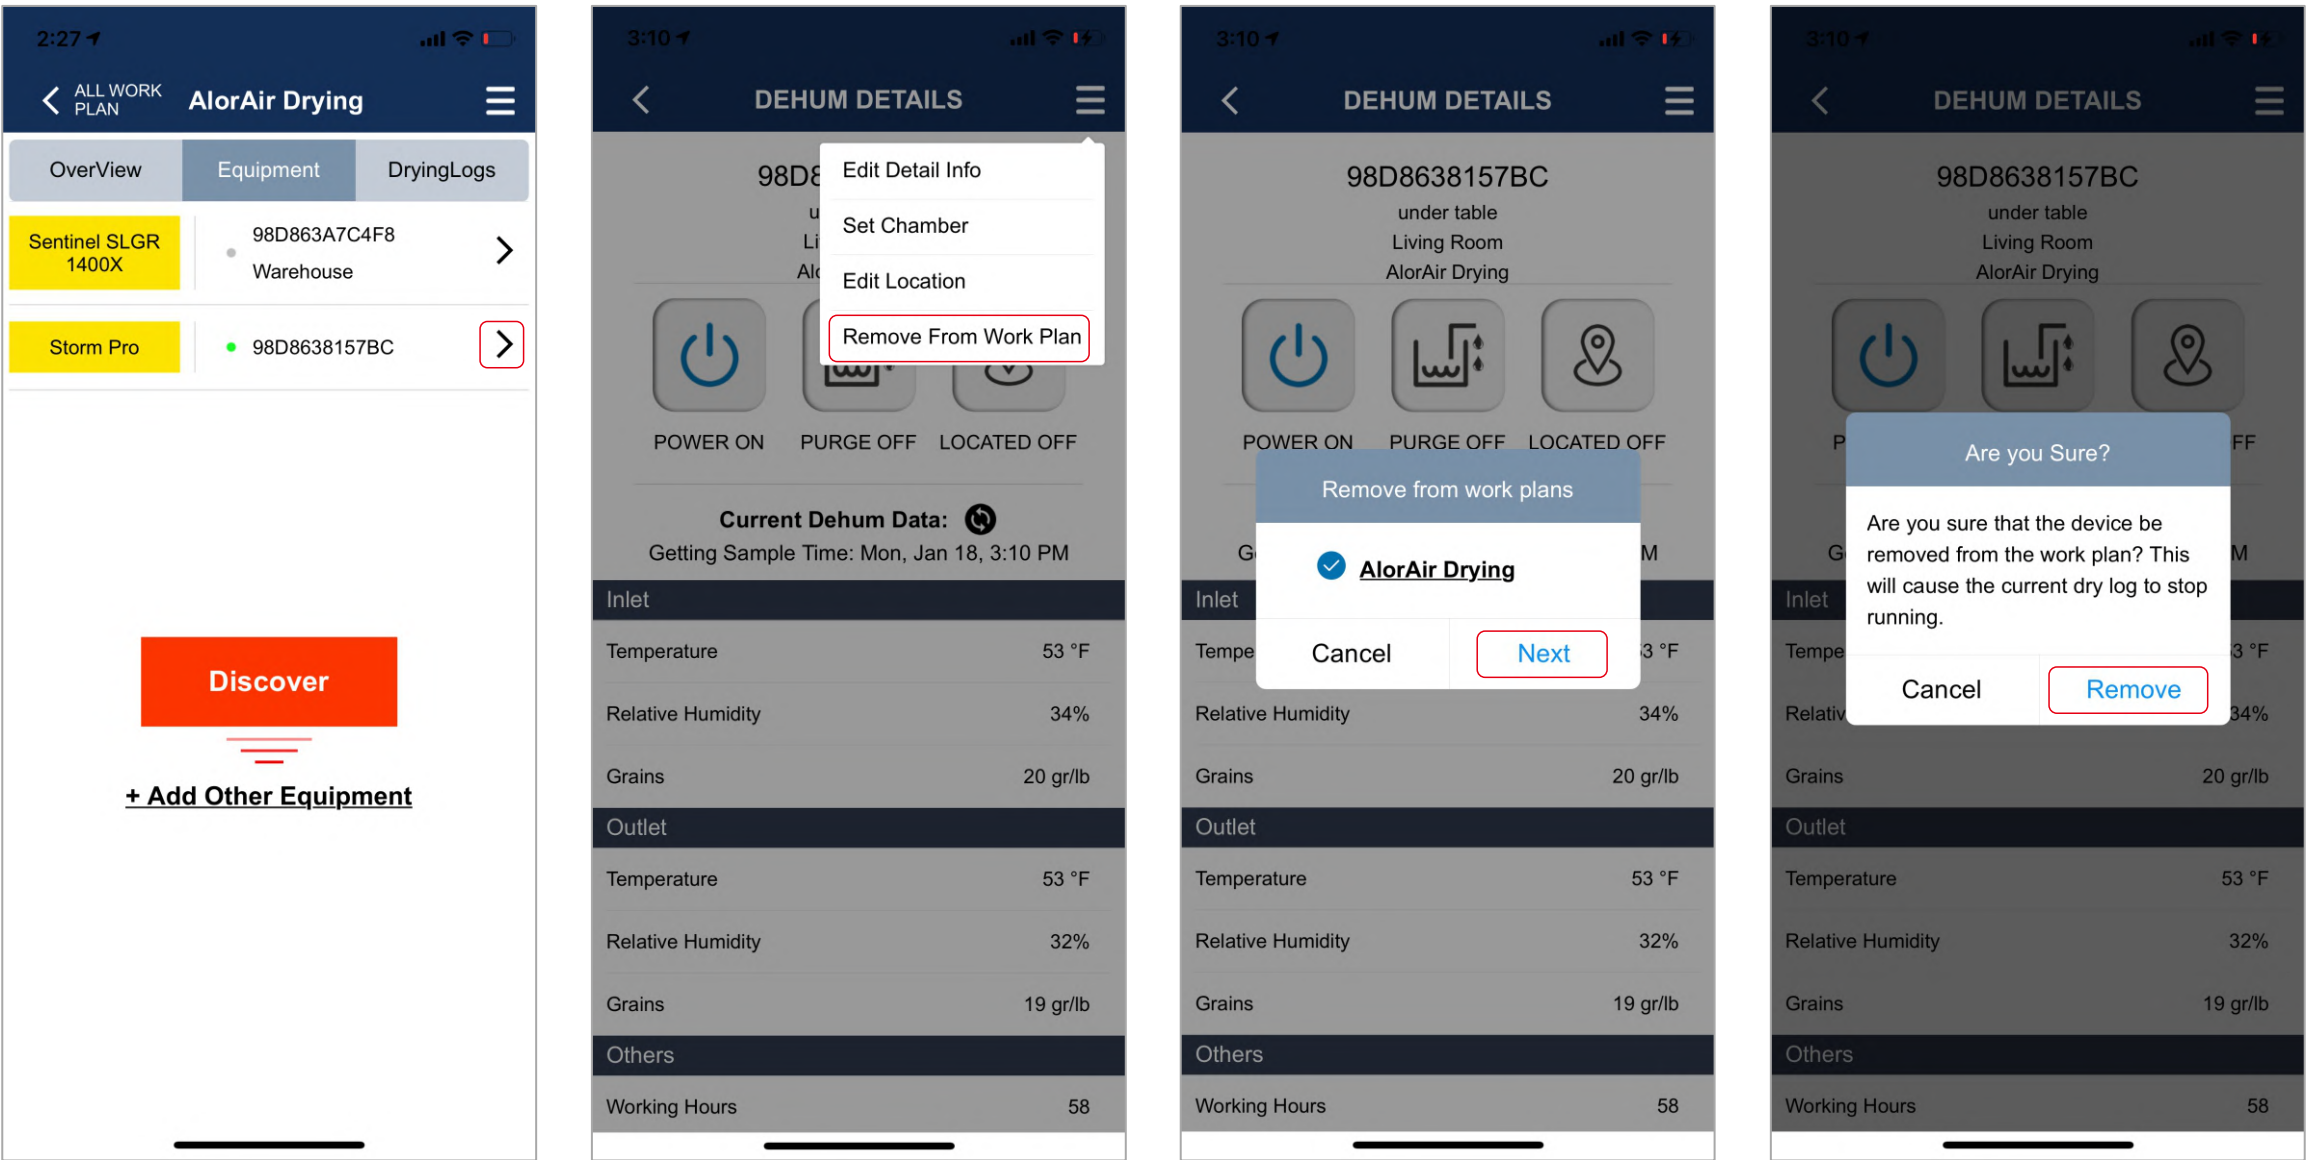 2:27
ALL WORK
PLAN
AlorAir Drying
OverView
Equipment
DryingLogs
Sentinel SLGR
1400X
98D863A7C4F8
Warehouse
Storm Pro
98D8638157BC
Discover
+ Add Other Equipment
3:10
DEHUM DETAILS
98D8
u
Li
Alo
Edit Detail Info
Set Chamber
Edit Location
Remove From Work Plan
POWER ON
PURGE OFF
LOCATED OFF
Current Dehum Data:
Getting Sample Time: Mon, Jan 18, 3:10 PM
Inlet
Temperature 53 °F
Relative Humidity 34%
Grains 20 gr/lb
Outlet
Temperature 53 °F
Relative Humidity 32%
Grains 19 gr/lb
Others
Working Hours 58
3:10
DEHUM DETAILS
98D8638157BC
under table
Living Room
AlorAir Drying
POWER ON
PURGE OFF
LOCATED OFF
Remove from work plans
G M
AlorAir Drying
Cancel
Next
Inlet
Tempe 3 °F
Relative Humidity 34%
Grains 20 gr/lb
Outlet
Temperature 53 °F
Relative Humidity 32%
Grains 19 gr/lb
Others
Working Hours 58
3:10
DEHUM DETAILS
98D8638157BC
under table
Living Room
AlorAir Drying
P FF
Are you Sure?
G M
Are you sure that the device be
removed from the work plan? This
will cause the current dry log to stop
running.
Cancel
Remove
Inlet
Tempe 3 °F
Relativ 34%
Grains 20 gr/lb
Outlet
Temperature 53 °F
Relative Humidity 32%
Grains 19 gr/lb
Others
Working Hours 58